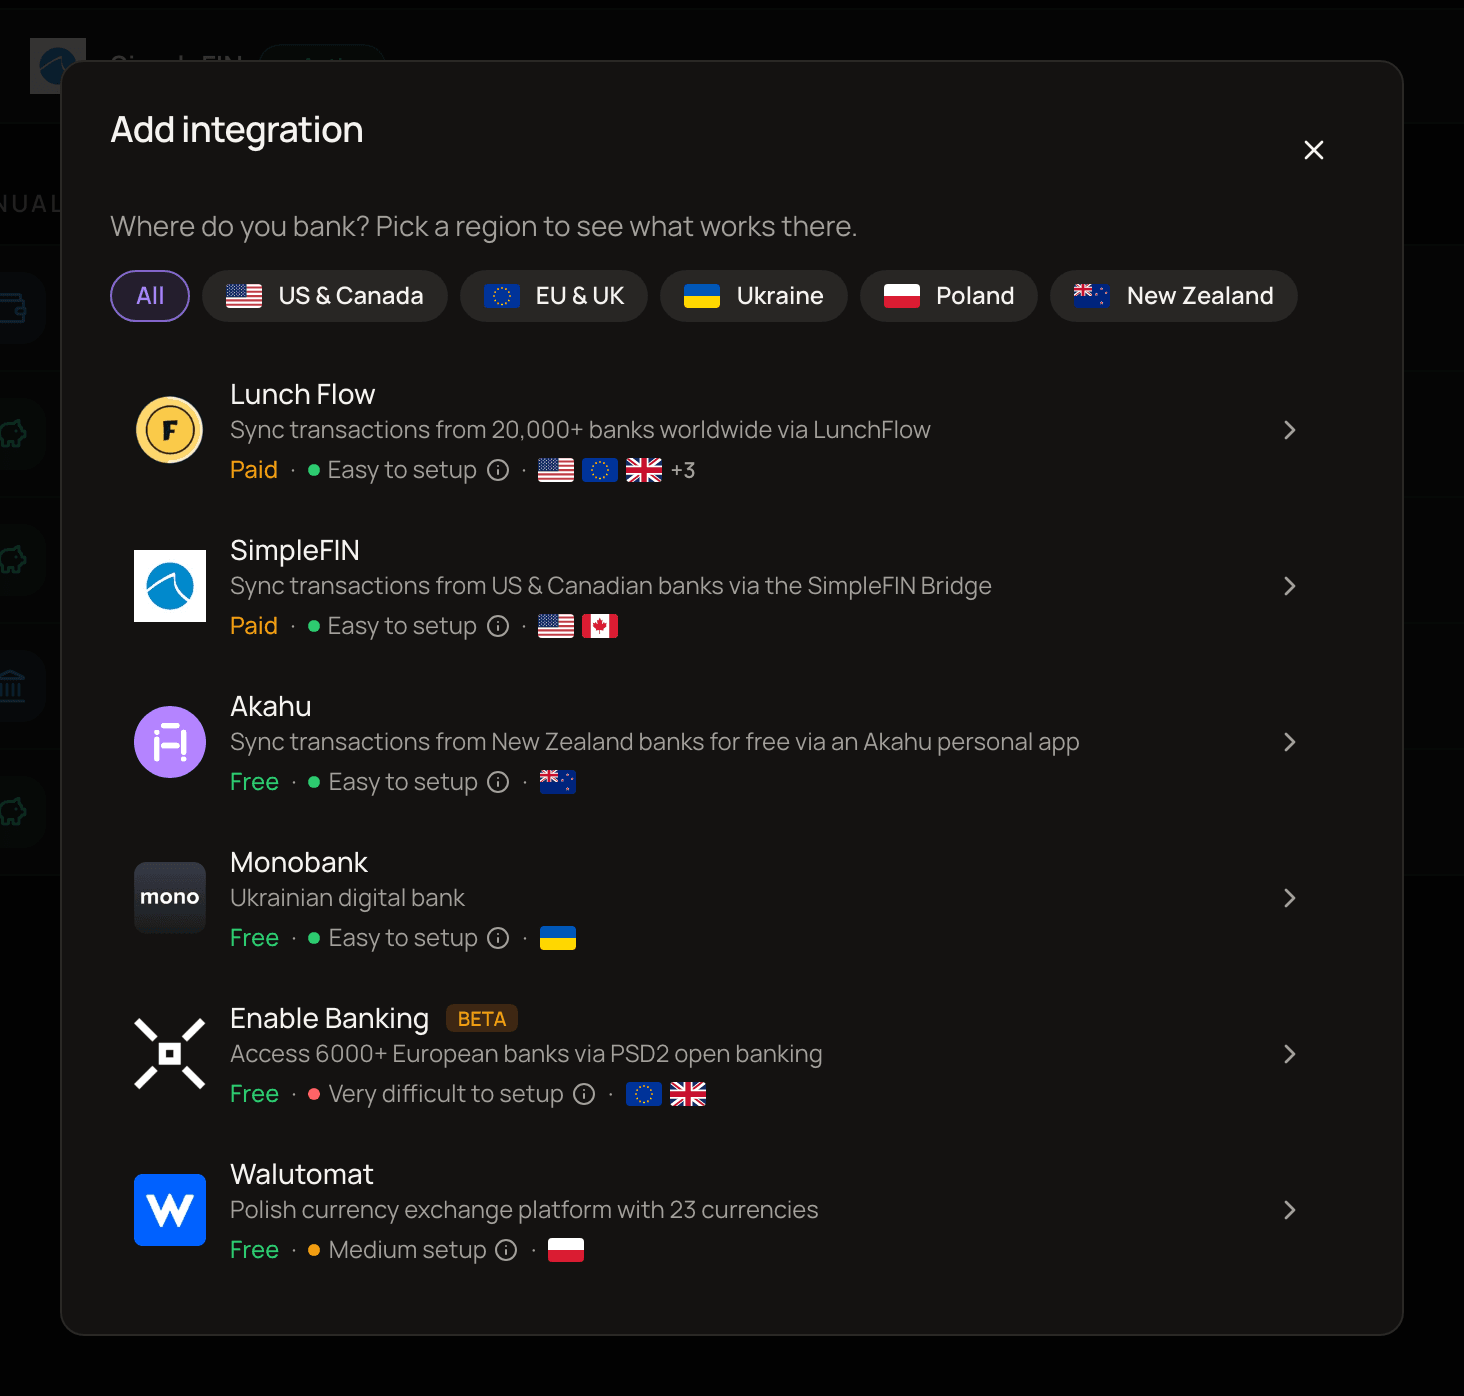 SimpleFIN
NUAL
Add integration
Where do you bank? Pick a region to see what works there.
All
US & Canada
EU & UK
Ukraine
Poland
New Zealand
F
Lunch Flow
Sync transactions from 20,000+ banks worldwide via LunchFlow
Paid · Easy to setup · +3
SimpleFIN
Sync transactions from US & Canadian banks via the SimpleFIN Bridge
Paid · Easy to setup ·
Akahu
Sync transactions from New Zealand banks for free via an Akahu personal app
Free · Easy to setup ·
mono
Monobank
Ukrainian digital bank
Free · Easy to setup ·
Enable Banking BETA
Access 6000+ European banks via PSD2 open banking
Free · Very difficult to setup ·
W
Walutomat
Polish currency exchange platform with 23 currencies
Free · Medium setup ·